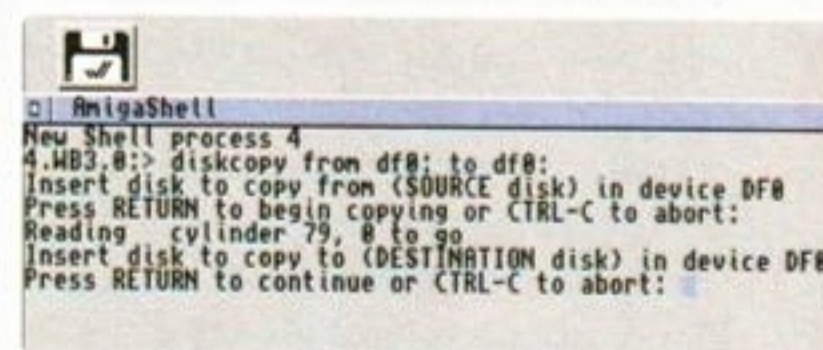 AmigaShell
New Shell process 4
4.WB3.0:> diskcopy from df0: to df0:
Insert disk to copy from (SOURCE disk) in device DF0
Press RETURN to begin copying or CTRL-C to abort:
Reading cylinder 79, 0 to go
Insert disk to copy to (DESTINATION disk) in device DF0
Press RETURN to continue or CTRL-C to abort: